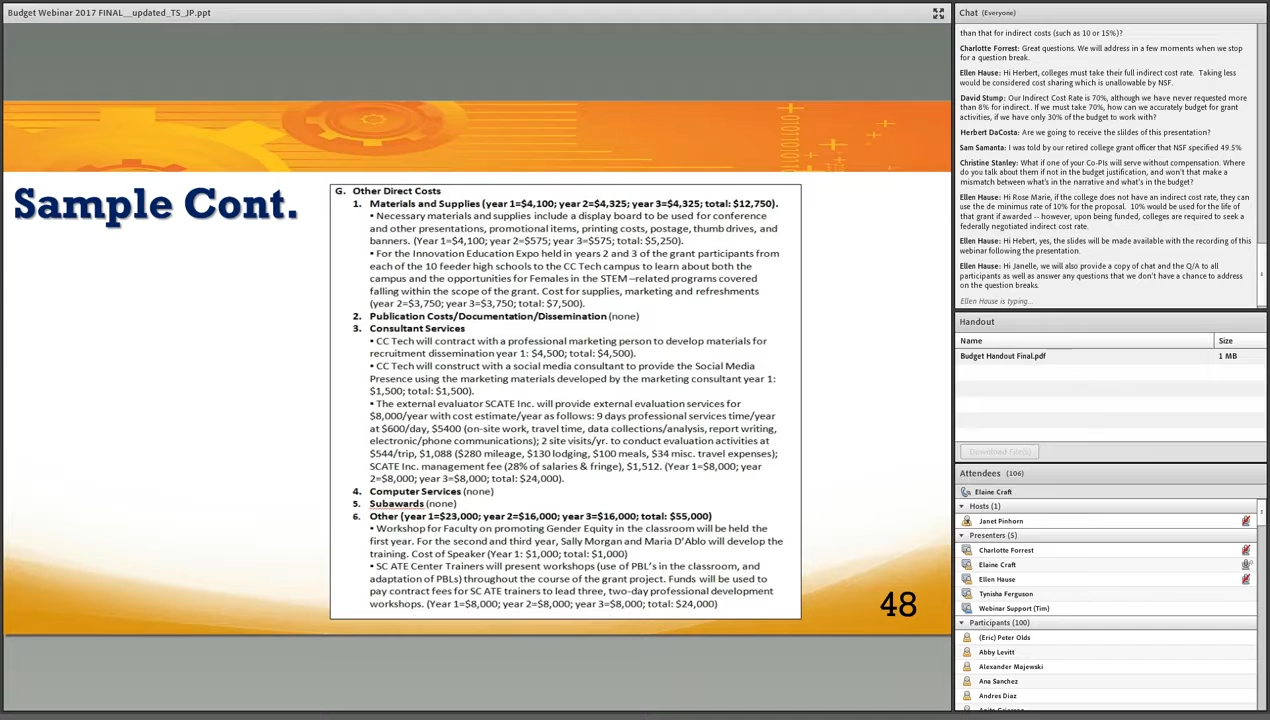 Budget Webinar 2017 FINAL__updated_TS_JP.ppt
Sample Cont.
G. Other Direct Costs
1. Materials and Supplies (year 1=$4,100; year 2=$4,325; year 3=$4,325; total: $12,750).
▪ Necessary materials and supplies include a display board to be used for conference
and other presentations, promotional items, printing costs, postage, thumb drives, and
banners. (Year 1=$4,100; year 2=$575; year 3=$575; total: $5,250).
▪ For the Innovation Education Expo held in years 2 and 3 of the grant participants from
each of the 10 feeder high schools to the CC Tech campus to learn about both the
campus and the opportunities for Females in the STEM –related programs covered
falling within the scope of the grant. Cost for supplies, marketing and refreshments
(year 2=$3,750; year 3=$3,750; total: $7,500).
2. Publication Costs/Documentation/Dissemination (none)
3. Consultant Services
▪ CC Tech will contract with a professional marketing person to develop materials for
recruitment dissemination year 1: $4,500; total: $4,500).
▪ CC Tech will construct with a social media consultant to provide the Social Media
Presence using the marketing materials developed by the marketing consultant year 1:
$1,500; total: $1,500).
▪ The external evaluator SCATE Inc. will provide external evaluation services for
$8,000/year with cost estimate/year as follows: 9 days professional services time/year
at $600/day, $5400 (on-site work, travel time, data collections/analysis, report writing,
electronic/phone communications); 2 site visits/yr. to conduct evaluation activities at
$544/trip, $1,088 ($280 mileage, $130 lodging, $100 meals, $34 misc. travel expenses);
SCATE Inc. management fee (28% of salaries & fringe), $1,512. (Year 1=$8,000; year
2=$8,000; year 3=$8,000; total: $24,000).
4. Computer Services (none)
5. Subawards (none)
6. Other (year 1=$23,000; year 2=$16,000; year 3=$16,000; total: $55,000)
▪ Workshop for Faculty on promoting Gender Equity in the classroom will be held the
first year. For the second and third year, Sally Morgan and Maria D'Ablo will develop the
training. Cost of Speaker (Year 1: $1,000; total: $1,000)
▪ SC ATE Center Trainers will present workshops (use of PBL's in the classroom, and
adaptation of PBLs) throughout the course of the grant project. Funds will be used to
pay contract fees for SC ATE trainers to lead three, two-day professional development
workshops. (Year 1=$8,000; year 2=$8,000; year 3=$8,000; total: $24,000)
48
Chat (Everyone)
than that for indirect costs (such as 10 or 15%)?
Charlotte Forrest: Great questions. We will address in a few moments when we stop
for a question break.
Ellen Hause: Hi Herbert, colleges must take their full indirect cost rate. Taking less
would be considered cost sharing which is unallowable by NSF.
David Stump: Our Indirect Cost Rate is 70%, although we have never requested more
than 8% for indirect. If we must take 70%, how can we accurately budget for grant
activities, if we have only 30% of the budget to work with?
Herbert DaCosta: Are we going to receive the slildes of this presentation?
Sam Samanta: I was told by our retired college grant officer that NSF specified 49.5%
Christine Stanley: What if one of your Co-PIs will serve without compensation. Where
do you talk about them if not in the budget justification, and won't that make a
mismatch between what's in the narrative and what's in the budget?
Ellen Hause: Hi Rose Marie, if the college does not have an indirect cost rate, they can
use the de minimus rate of 10% for the proposal. 10% would be used for the life of
that grant if awarded -- however, upon being funded, colleges are required to seek a
federally negotiated indirect cost rate.
Ellen Hause: Hi Hebert, yes, the slides will be made available with the recording of this
webinar following the presentation.
Ellen Hause: Hi Janelle, we will also provide a copy of chat and the Q/A to all
participants as well as answer any questions that we don't have a chance to address
on the question breaks.
Ellen Hause is typing...
Handout
Name Size
Budget Handout Final.pdf 1 MB
Download File(s)
Attendees (106)
Elaine Craft
Hosts (1)
Janet Pinhorn
Presenters (5)
Charlotte Forrest
Elaine Craft
Ellen Hause
Tynisha Ferguson
Webinar Support (Tim)
Participants (100)
(Eric) Peter Olds
Abby Levitt
Alexander Majewski
Ana Sanchez
Andres Diaz